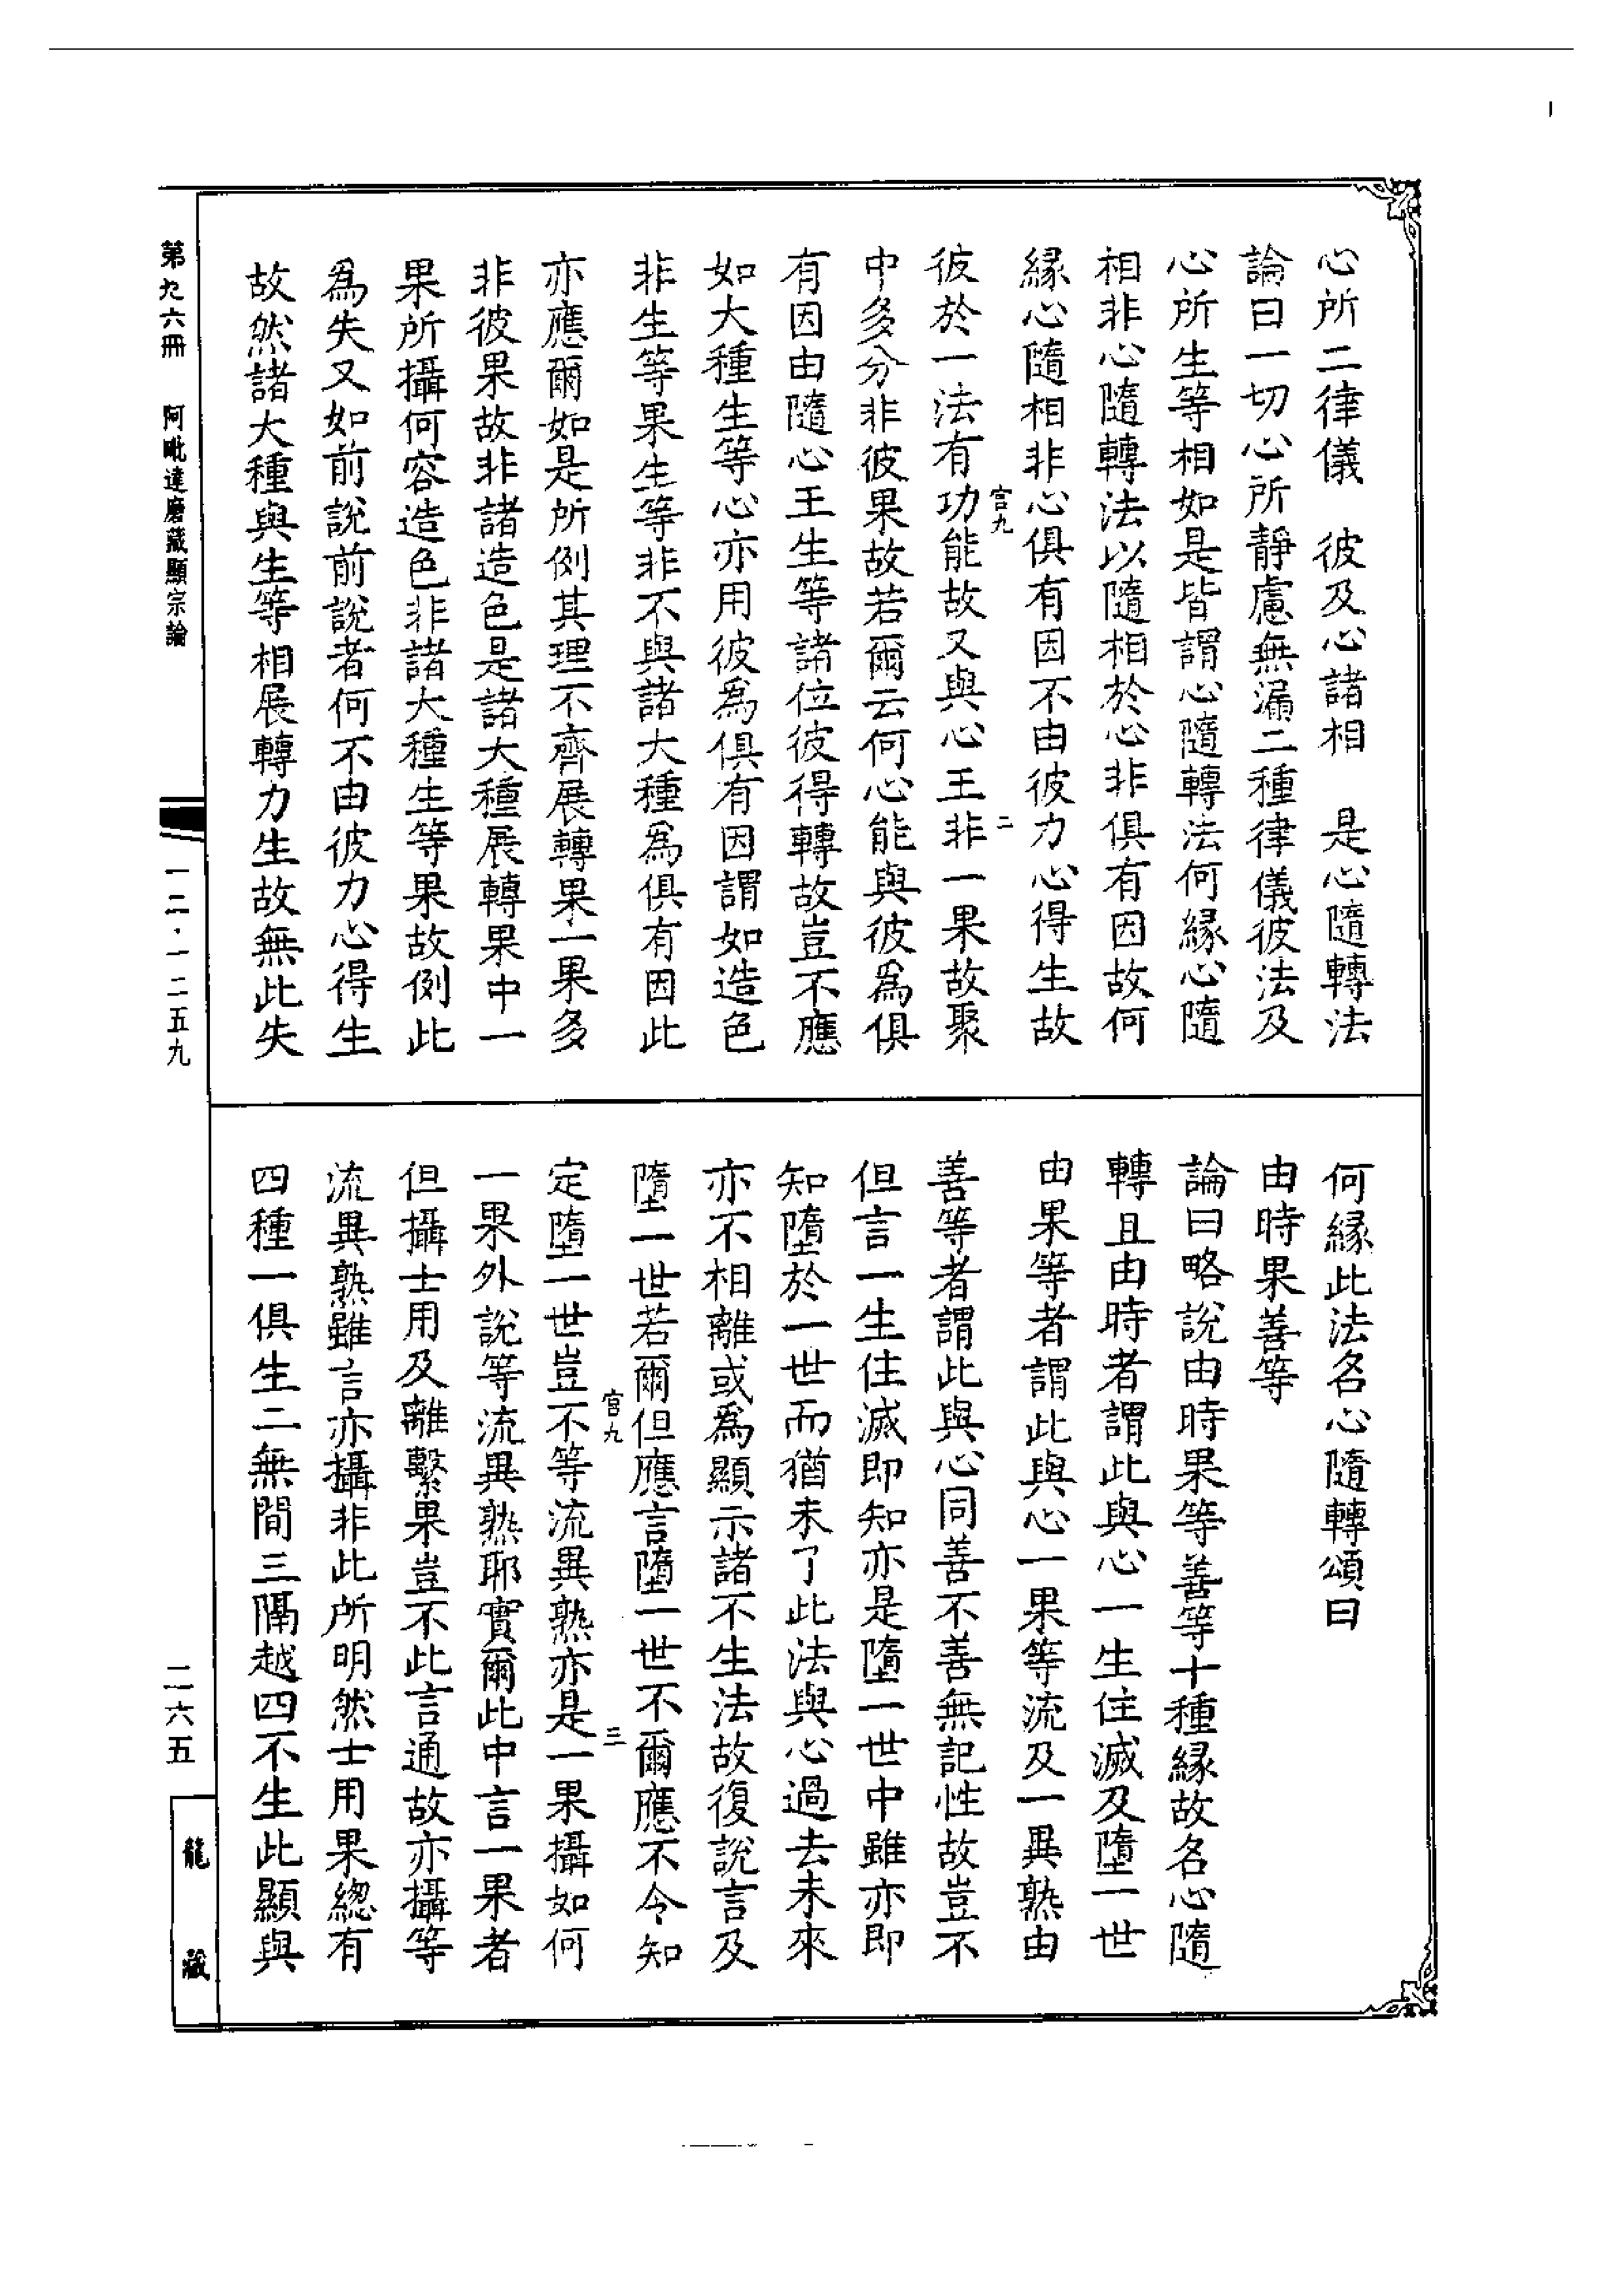 心所二律儀　彼及心諸相　是心隨轉法
論曰一切心所靜慮無漏二種律儀彼法及
心所生等相如是皆謂心隨轉法何緣心隨
相非心隨轉法以隨相於心非俱有因故何
緣心隨相非心俱有因不由彼力心得生故
宫九
二
彼於一法有功能故又與心王非一果故聚
中多分非彼果故若爾云何心能與彼爲俱
有因由隨心王生等諸位彼得轉故豈不應
如大種生等心亦用彼爲俱有因謂如造色
非生等果生等非不與諸大種爲俱有因此
亦應爾如是所例其理不齊展轉果一果多
非彼果故非諸造色是諸大種展轉果中一
果所攝何容造色非諸大種生等果故例此
爲失又如前說前說者何不由彼力心得生
故然諸大種與生等相展轉力生故無此失
何緣此法名心隨轉頌曰
由時果善等
論曰略說由時果等善等十種緣故名心隨
轉且由時者謂此與心一生住滅及墮一世
由果等者謂此與心一果等流及一異熟由
善等者謂此與心同善不善無記性故豈不
但言一生住滅即知亦是墮一世中雖亦即
知墮於一世而猶未了此法與心過去未來
亦不相離或爲顯示諸不生法故復說言及
墮一世若爾但應言墮一世不爾應不令知
宫九
三
定墮一世豈不等流異熟亦是一果攝如何
一果外說等流異熟耶實爾此中言一果者
但攝士用及離繫果豈不此言通故亦攝等
流異熟雖言亦攝非此所明然士用果總有
四種一俱生二無間三隔越四不生此顯與
第九六冊　阿毗達磨藏顯宗論
一二·一二五九
二六五
龍藏